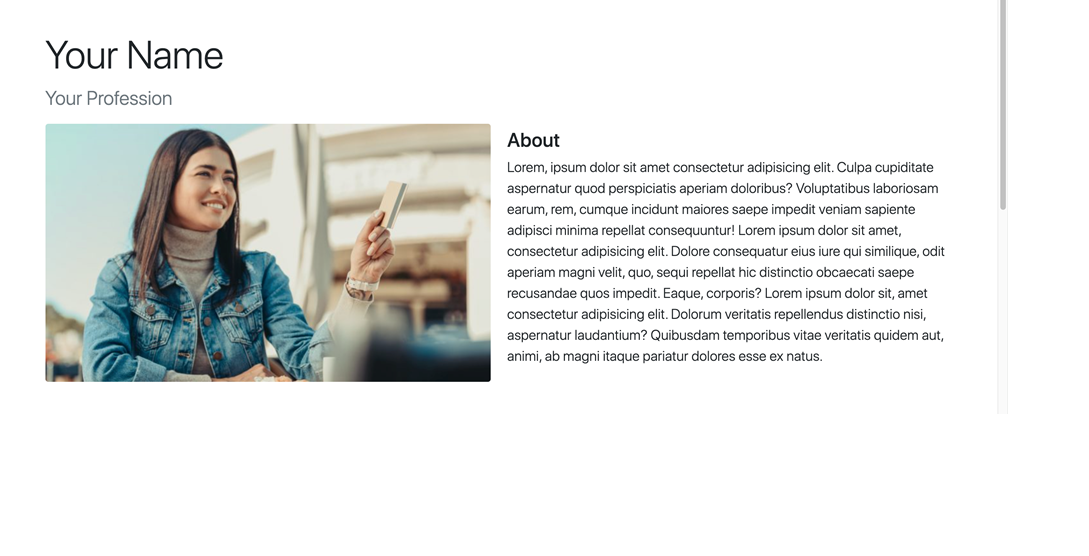 Your Name
Your Profession
About
Lorem, ipsum dolor sit amet consectetur adipisicing elit. Culpa cupiditate
aspernatur quod perspiciatis aperiam doloribus? Voluptatibus laboriosam
earum, rem, cumque incidunt maiores saepe impedit veniam sapiente
adipisci minima repellat consequuntur! Lorem ipsum dolor sit amet,
consectetur adipisicing elit. Dolore consequatur eius iure qui similique, odit
aperiam magni velit, quo, sequi repellat hic distinctio obcaecati saepe
recusandae quos impedit. Eaque, corporis? Lorem ipsum dolor sit, amet
consectetur adipisicing elit. Dolorum veritatis repellendus distinctio nisi,
aspernatur laudantium? Quibusdam temporibus vitae veritatis quidem aut,
animi, ab magni itaque pariatur dolores esse ex natus.